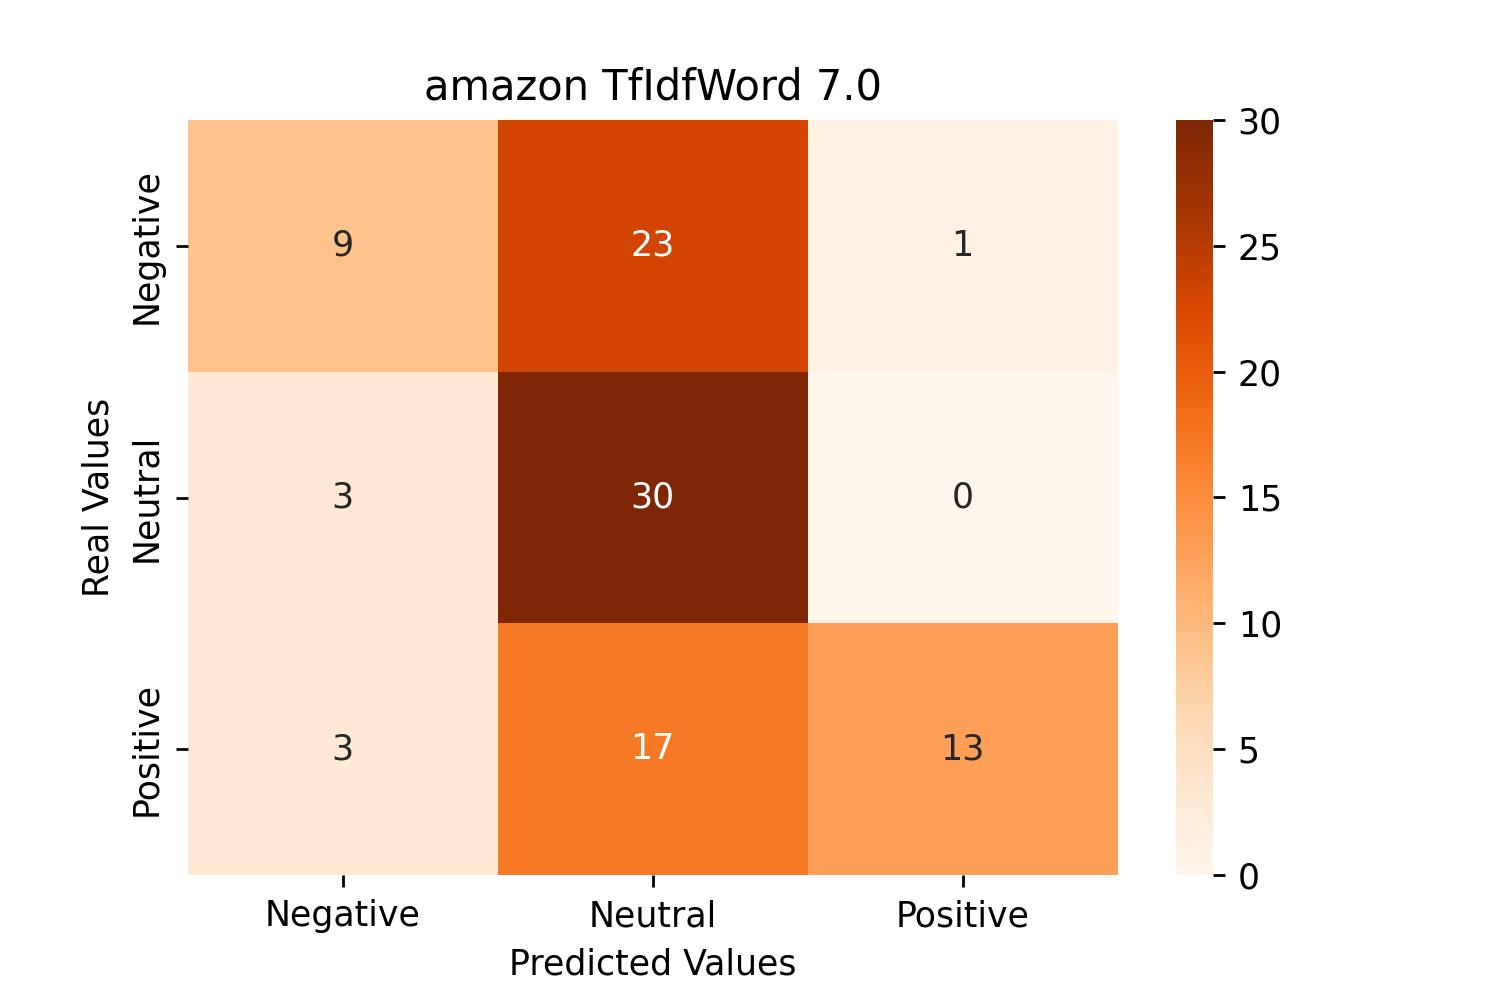 amazon TfIdfWord 7.0
Real Values
Negative
9 23 1
Neutral
3 30 0
Positive
3 17 13
Negative Neutral Positive
Predicted Values
30
25
20
15
10
5
0